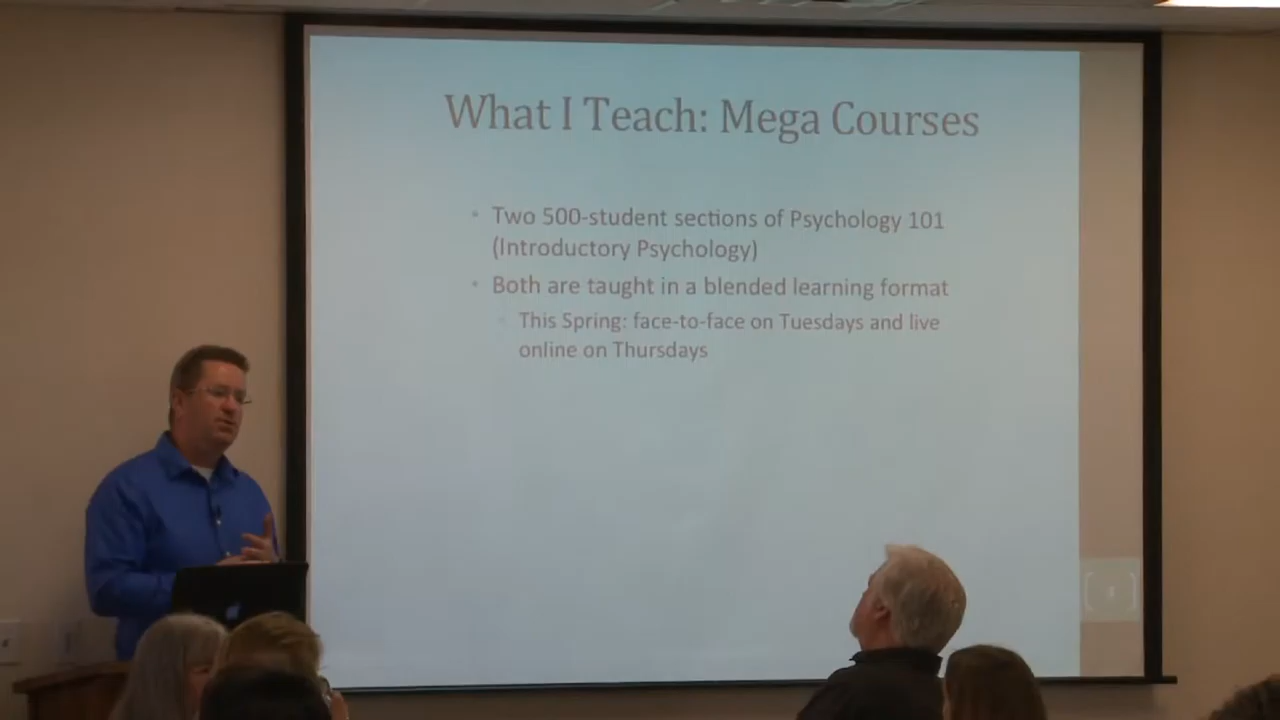 What I Teach: Mega Courses
• Two 500-student sections of Psychology 101
(Introductory Psychology)
• Both are taught in a blended learning format
This Spring: face-to-face on Tuesdays and live
online on Thursdays